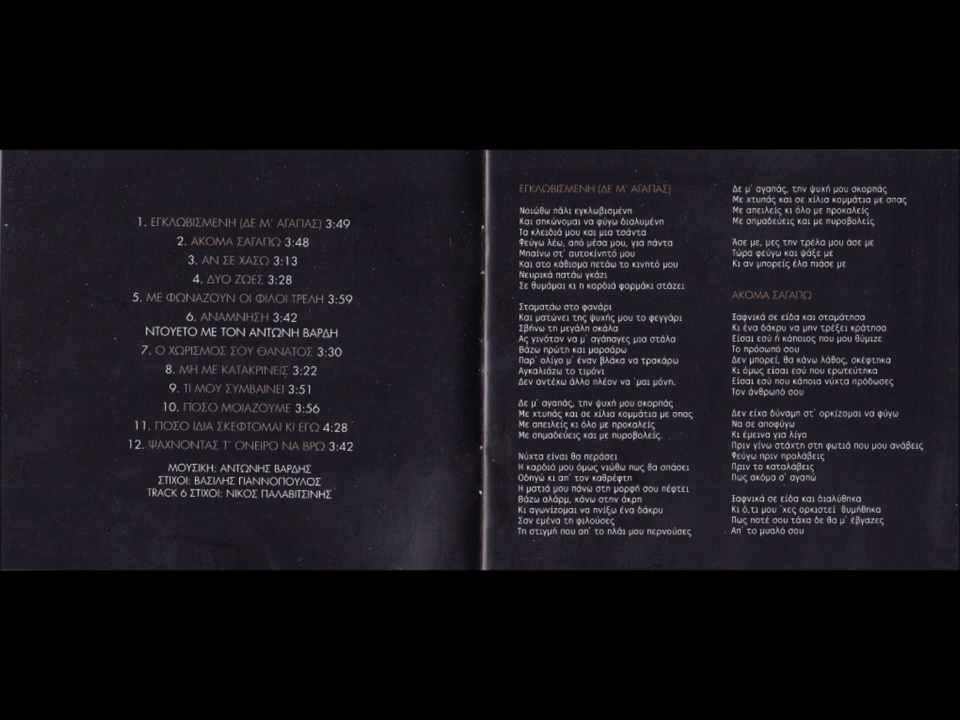 1. ΕΓΚΛΩΒΙΣΜΕΝΗ (ΔΕ Μ' ΑΓΑΠΑΣ) 3:49
2. ΑΚΟΜΑ Σ'ΑΓΑΠΩ 3:48
3. ΑΝ ΣΕ ΧΑΣΩ 3:13
4. ΔΥΟ ΖΩΕΣ 3:28
5. ΜΕ ΦΩΝΑΖΟΥΝ ΟΙ ΦΙΛΟΙ ΤΡΕΛΗ 3:59
6. ΑΝΑΜΝΗΣΗ 3:42
ΝΤΟΥΕΤΟ ΜΕ ΤΟΝ ΑΝΤΩΝΗ ΒΑΡΔΗ
7. Ο ΧΩΡΙΣΜΟΣ ΣΟΥ ΘΑΝΑΤΟΣ 3:30
8. ΜΗ ΜΕ ΚΑΤΑΚΡΙΝΕΙΣ 3:22
9. ΤΙ ΜΟΥ ΣΥΜΒΑΙΝΕΙ 3:51
10. ΠΟΣΟ ΜΟΙΑΖΟΥΜΕ 3:56
11. ΠΟΣΟ ΙΔΙΑ ΣΚΕΦΤΟΜΑΙ ΚΙ ΕΓΩ 4:28
12. ΨΑΧΝΟΝΤΑΣ Τ' ΟΝΕΙΡΟ ΝΑ ΒΡΩ 3:42
ΜΟΥΣΙΚΗ: ΑΝΤΩΝΗΣ ΒΑΡΔΗΣ
ΣΤΙΧΟΙ: ΒΑΣΙΛΗΣ ΓΙΑΝΝΟΠΟΥΛΟΣ
TRACK 6 ΣΤΙΧΟΙ: ΝΙΚΟΣ ΠΑΛΑΒΙΤΣΙΝΗΣ
ΕΓΚΛΩΒΙΣΜΕΝΗ (ΔΕ Μ' ΑΓΑΠΑΣ)
Νοιώθω πάλι εγκλωβισμένη
Και σηκώνομαι να φύγω διαλυμένη
Τα κλειδιά μου και μια τσάντα
Φεύγω λέω, από μέσα μου, για πάντα
Μπαίνω στ' αυτοκίνητό μου
Και στο κάθισμα πετάω το κινητό μου
Νευρικά πατάω γκάζι
Σε θυμάμαι κι η καρδιά φαρμάκι στάζει
Σταματάω στο φανάρι
Και ματώνει της ψυχής μου το φεγγάρι
Σβήνω τη μεγάλη σκάλα
Ας γινόταν να μ' αγάπαγες μια στάλα
Βάζω πρώτη και μαρσάρω
Παρ' ολίγο μ' έναν βλάκα να τρακάρω
Αγκαλιάζω το τιμόνι
Δεν αντέχω άλλο πλέον να 'μαι μόνη.
Δε μ' αγαπάς, την ψυχή μου σκορπάς
Με χτυπάς και σε χίλια κομμάτια με σπας
Με απειλείς κι όλο με προκαλείς
Με σημαδεύεις και με πυροβολείς.
Νύχτα είναι θα περάσει
Η καρδιά μου όμως νιώθω πως θα σπάσει
Οδηγώ κι απ' τον καθρέφτη
Η ματιά μου πάνω στη μορφή σου πέφτει
Βάζω αλάρμ, κάνω στην άκρη
Κι αγωνίζομαι να πνίξω ένα δάκρυ
Σαν εμένα τη φιλούσες
Τη στιγμή που απ' το πλάι μου περνούσες
Δε μ' αγαπάς, την ψυχή μου σκορπάς
Με χτυπάς και σε χίλια κομμάτια με σπας
Με απειλείς κι όλο με προκαλείς
Με σημαδεύεις και με πυροβολείς
Άσε με, μες την τρέλα μου άσε με
Τώρα φεύγω και ψάξε με
Κι αν μπορείς έλα πιάσε με
ΑΚΟΜΑ Σ'ΑΓΑΠΩ
Ξαφνικά σε είδα και σταμάτησα
Κι ένα δάκρυ να μην τρέξει κράτησα
Είσαι εσύ ή κάποιος που μου θύμιζε
Το πρόσωπό σου
Δεν μπορεί, θα κάνω λάθος, σκέφτηκα
Κι όμως είσαι εσύ που ερωτεύτηκα
Είσαι εσύ που κάποια νύχτα πρόδωσες
Τον άνθρωπό σου
Δεν είχα δύναμη στ' ορκίζομαι να φύγω
Να σε αποφύγω
Κι έμεινα για λίγο
Πριν γίνω στάχτη στη φωτιά που μου ανάβεις
Φεύγω πριν προλάβεις
Πριν το καταλάβεις
Πως ακόμα σ' αγαπώ
Ξαφνικά σε είδα και διαλύθηκα
Κι ό,τι μου 'χες ορκιστεί θυμήθηκα
Πως ποτέ σου τάχα δε θα μ' έβγαζες
Απ' το μυαλό σου